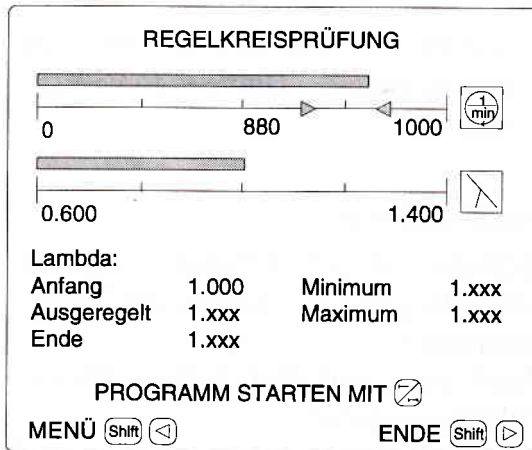 REGELKREISPRÜFUNG
0 880 1000
1 min
0.600 1.400
Lambda:
Anfang 1.000 Minimum 1.xxx
Ausgeregelt 1.xxx Maximum 1.xxx
Ende 1.xxx
PROGRAMM STARTEN MIT
MENÜ Shift ENDE Shift